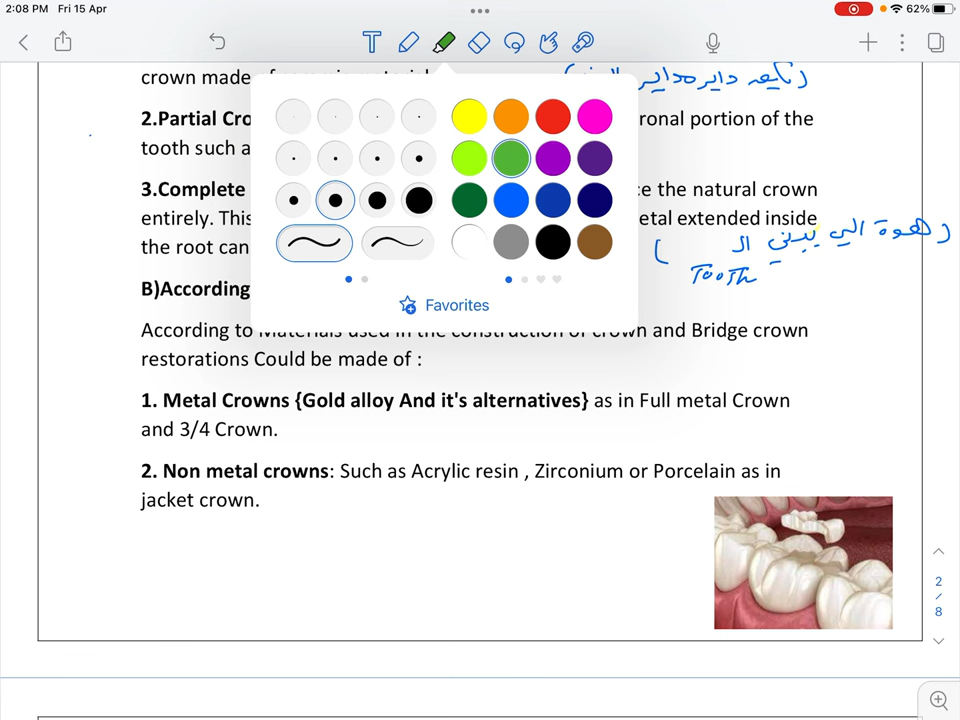 2:08 PM Fri 15 Apr
62%
crown made
2.Partial Cro ronal portion of the
tooth such a
3.Complete e the natural crown
entirely. This etal extended inside
the root can
(هوة الي يبني ال
Tooth)
B)According
According to Materials used in the construction of crown and Bridge crown
restorations Could be made of :
1. Metal Crowns {Gold alloy And it's alternatives} as in Full metal Crown
and 3/4 Crown.
2. Non metal crowns: Such as Acrylic resin , Zirconium or Porcelain as in
jacket crown.
Favorites
2
/
8